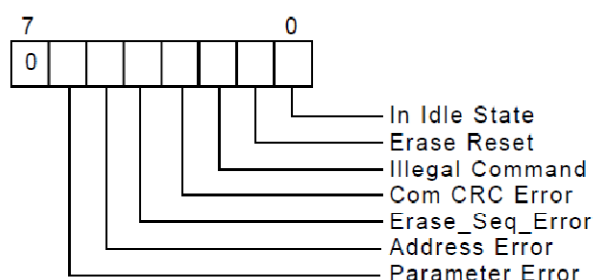 7 0
0
In Idle State
Erase Reset
Illegal Command
Com CRC Error
Erase_Seq_Error
Address Error
Parameter Error